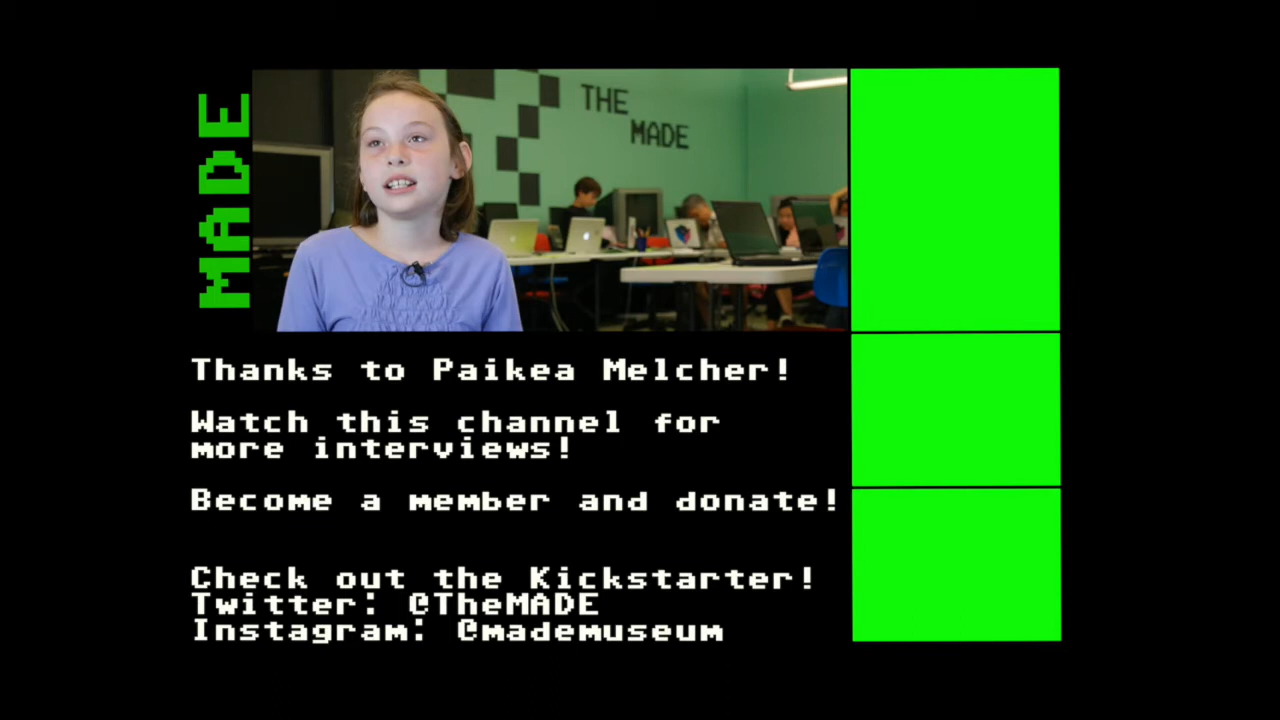 MADE
THE
MADE
Thanks to Paikea Melcher!
Watch this channel for
more interviews!
Become a member and donate!
Check out the Kickstarter!
Twitter: @TheMADE
Instagram: @mademuseum